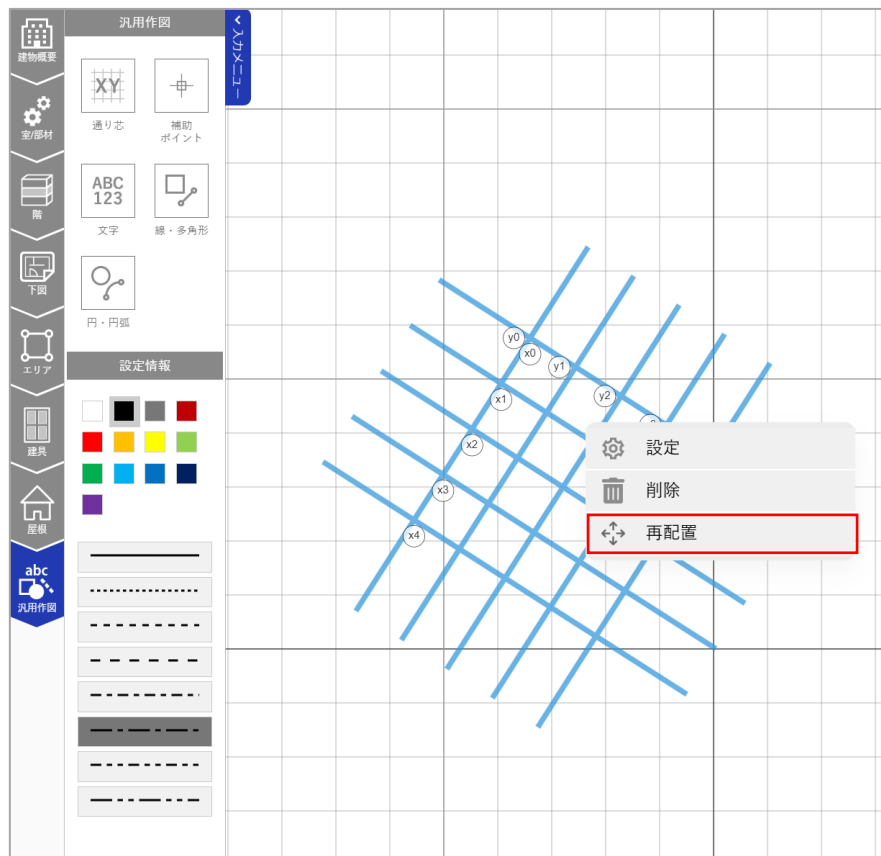 建物概要
室/部材
階
下図
エリア
建具
屋根
abc
汎用作図
汎用作図
XY
通り芯
補助
ポイント
ABC
123
文字
線・多角形
円・円弧
設定情報
入力メニュー
y0
x0
y1
x1
y2
x2
x3
x4
設定
削除
再配置